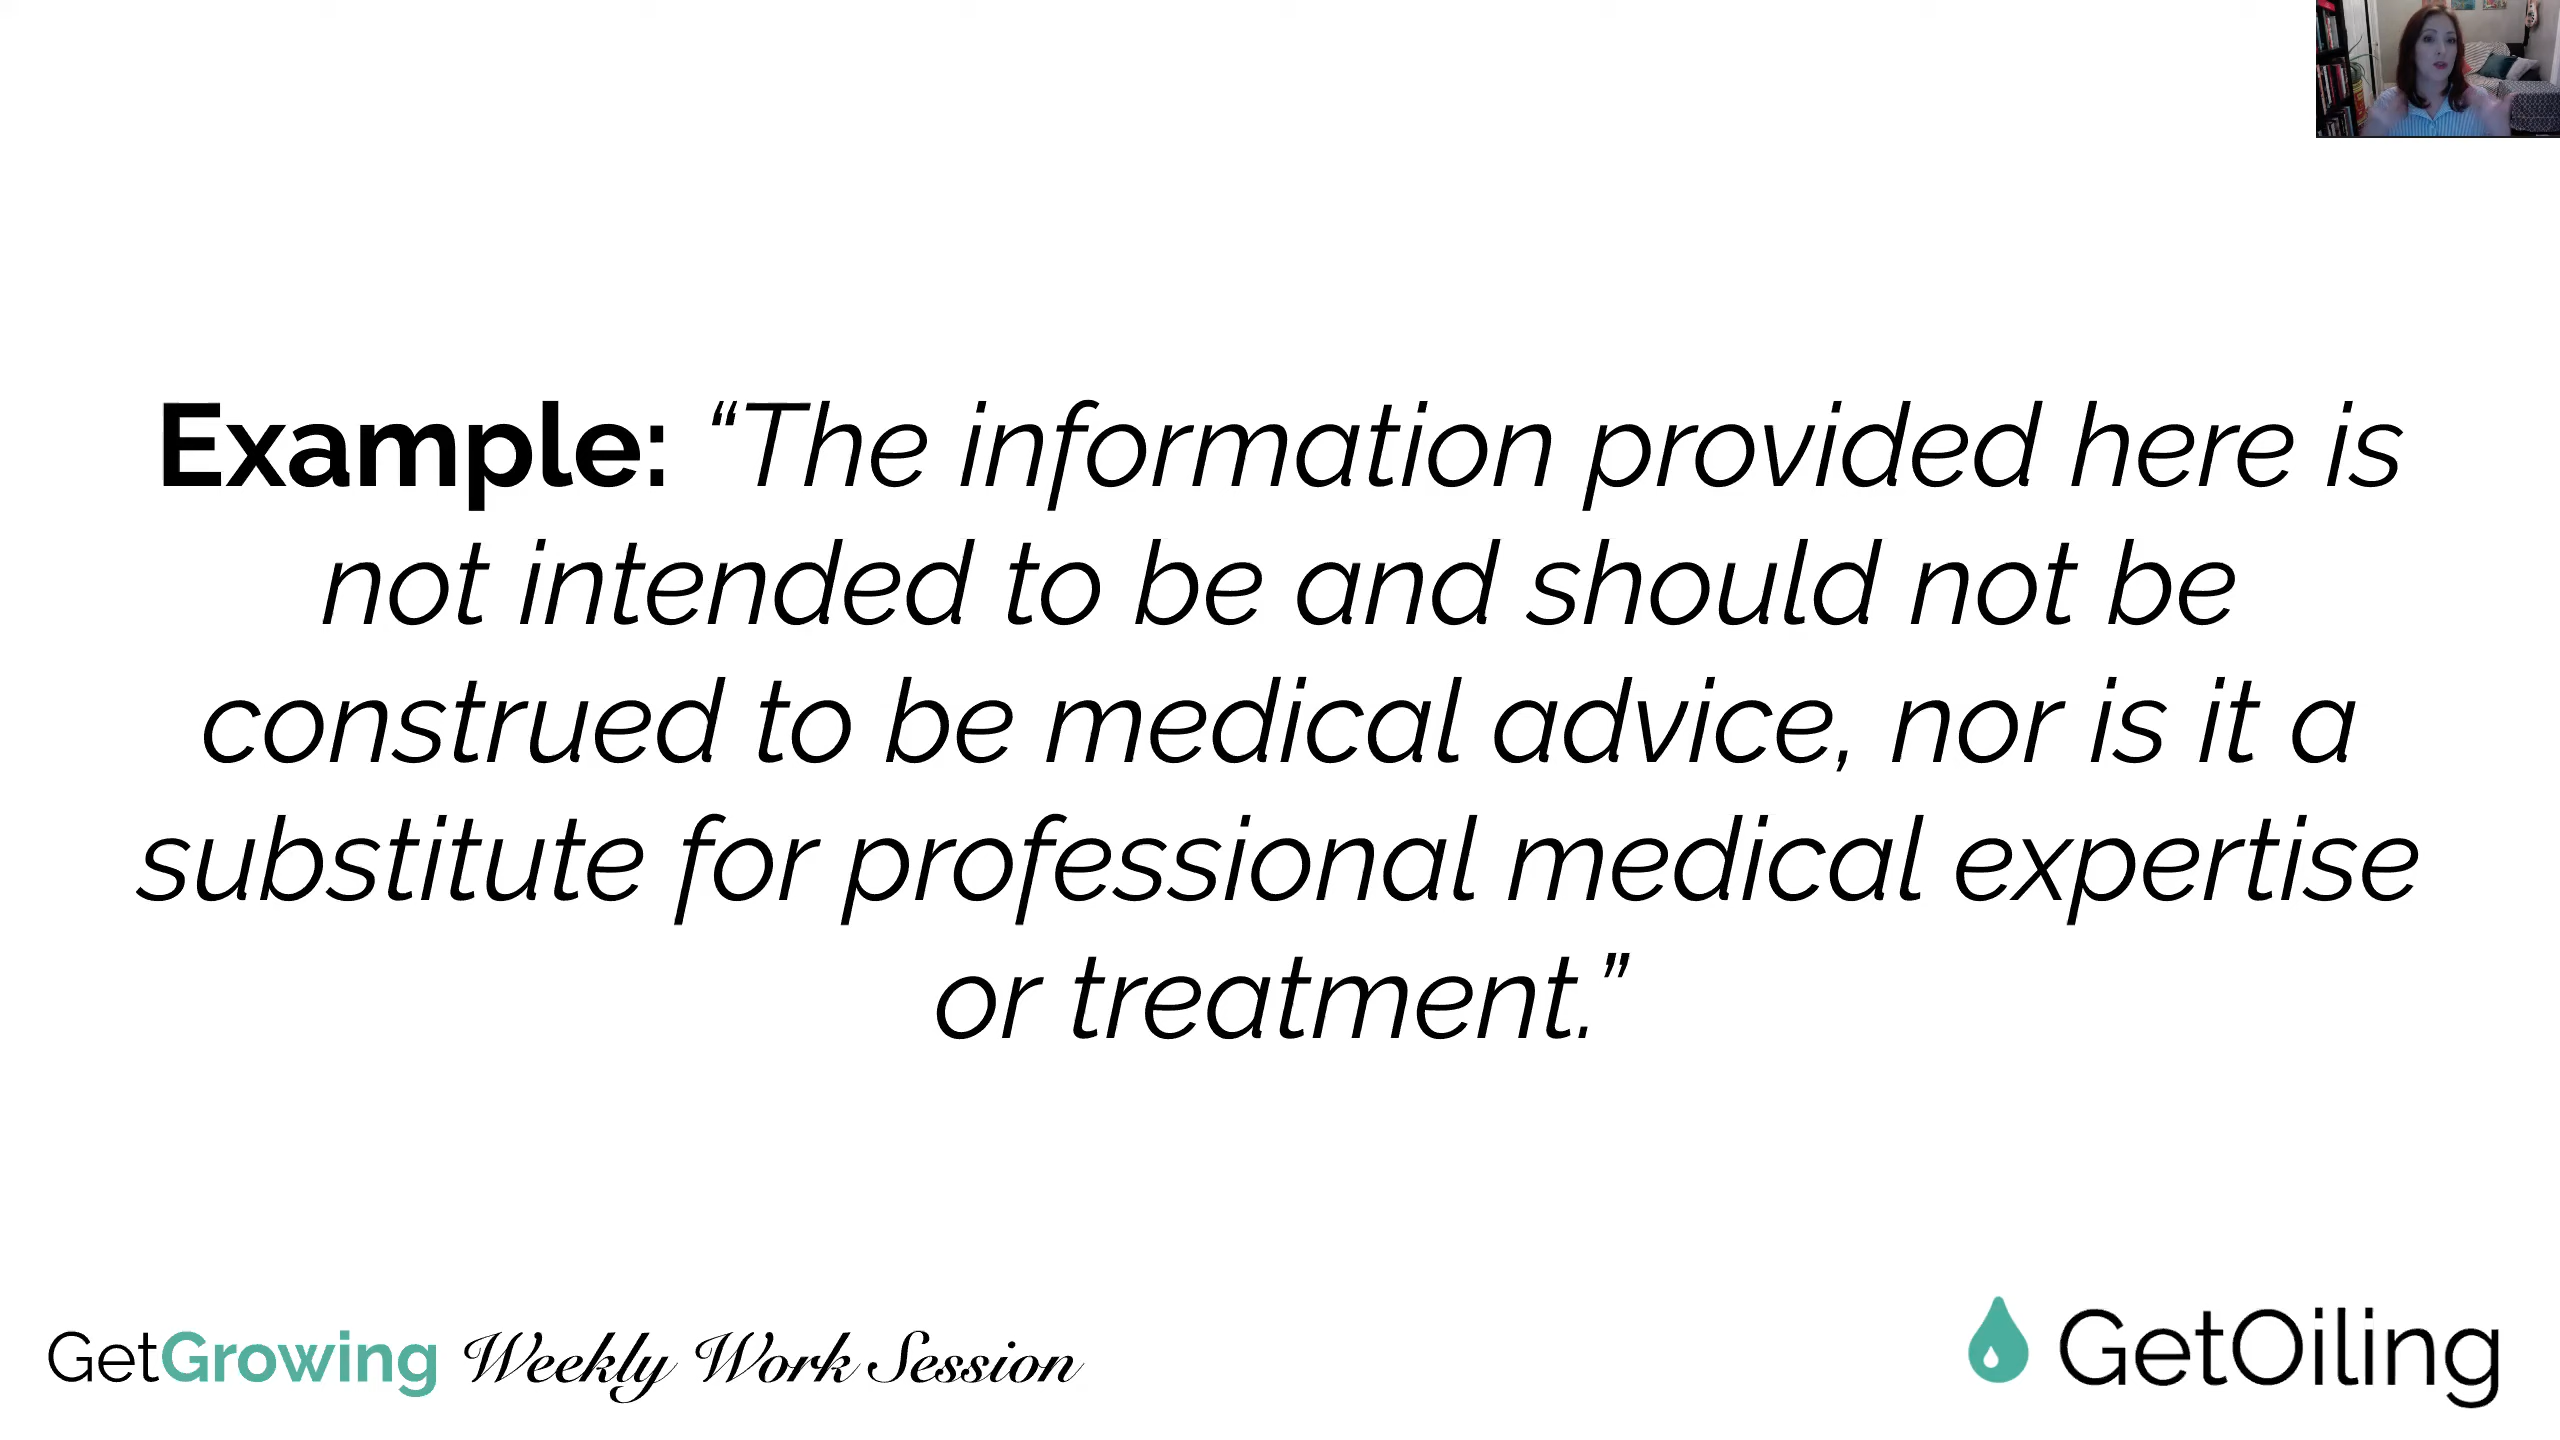 Example: “The information provided here is
not intended to be and should not be
construed to be medical advice, nor is it a
substitute for professional medical expertise
or treatment.”
GetGrowing Weekly Work Session
GetOiling